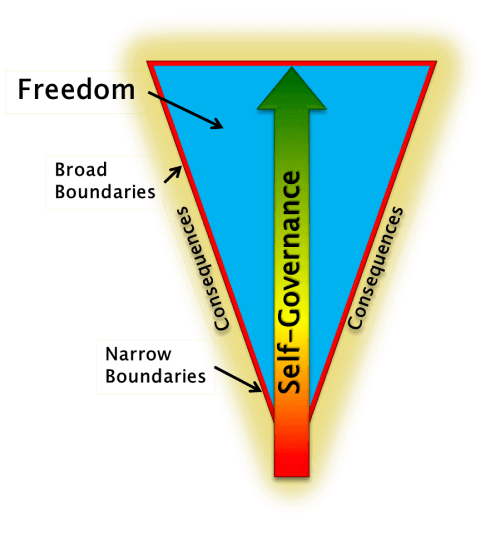 Freedom
Broad
Boundaries
Consequences
Self-Governance
Consequences
Narrow
Boundaries